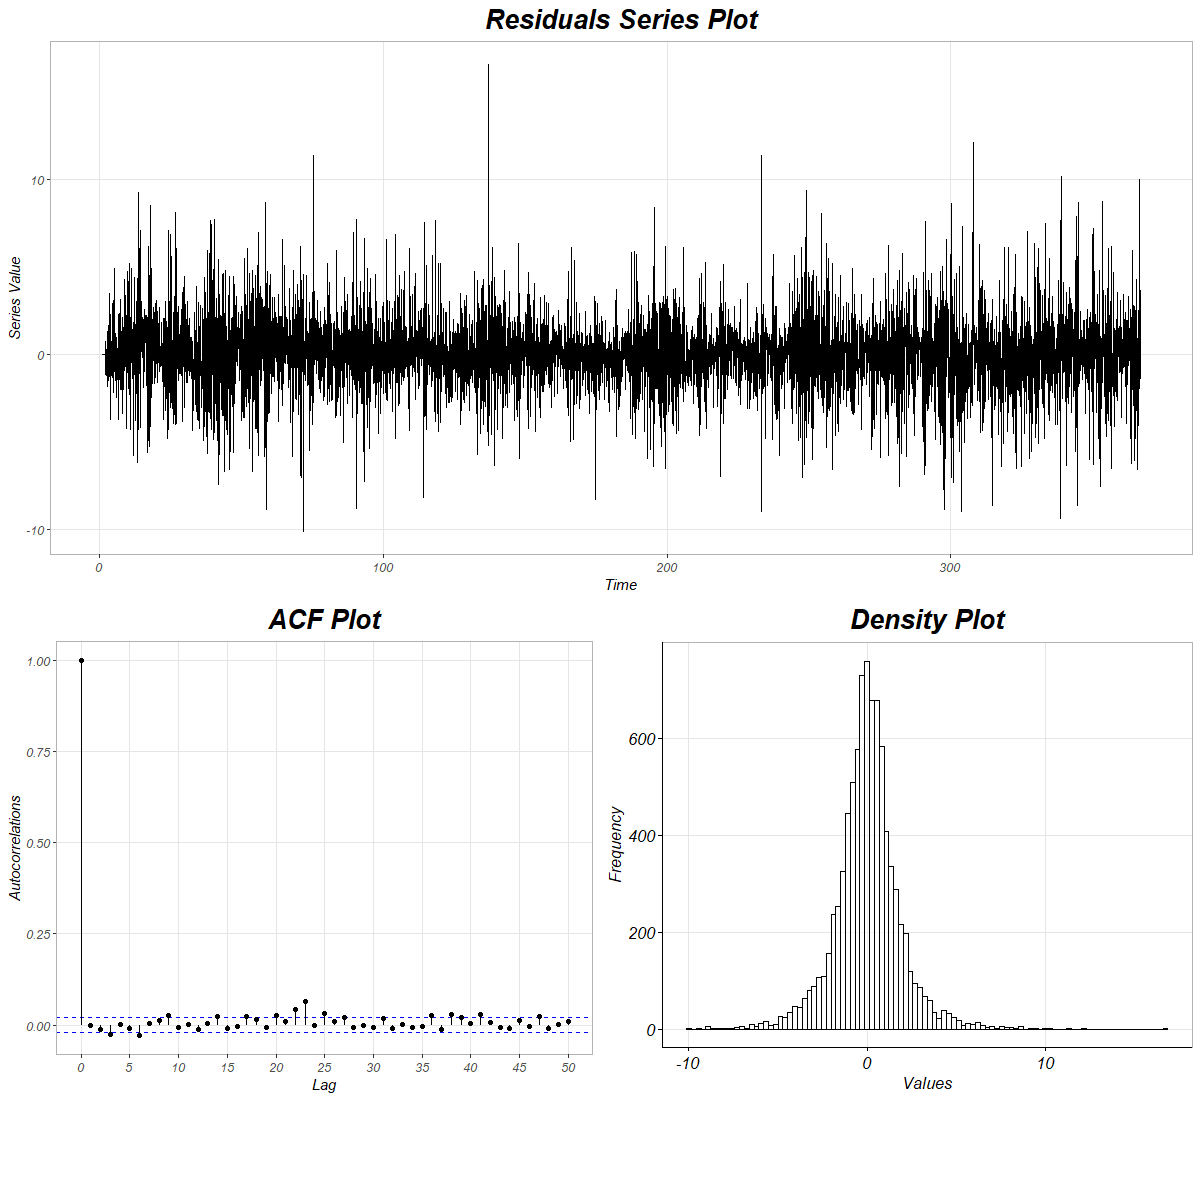 Residuals Series Plot
Series Value
10
0
-10
0 100 200 300
Time
ACF Plot
Autocorrelations
1.00
0.75
0.50
0.25
0.00
0 5 10 15 20 25 30 35 40 45 50
Lag
Density Plot
Frequency
600
400
200
0
-10 0 10
Values